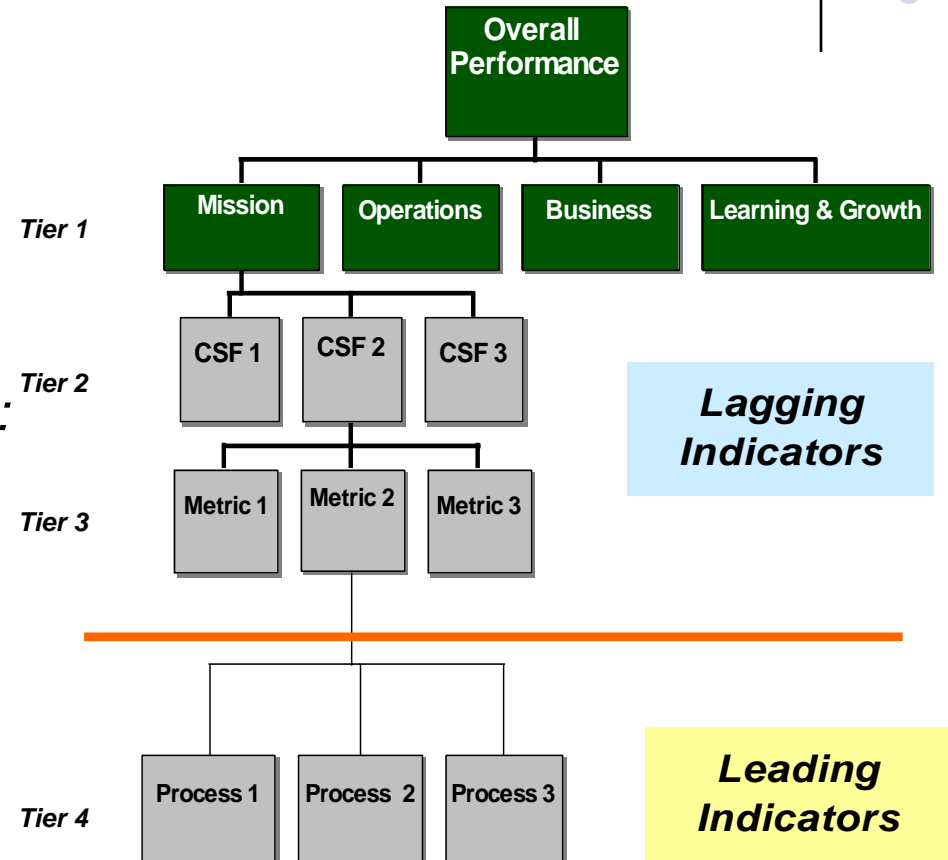 Overall
Performance
Tier 1
Mission
Operations
Business
Learning & Growth
Tier 2
:
CSF 1
CSF 2
CSF 3
Lagging
Indicators
Tier 3
Metric 1
Metric 2
Metric 3
Tier 4
Process 1
Process 2
Process 3
Leading
Indicators